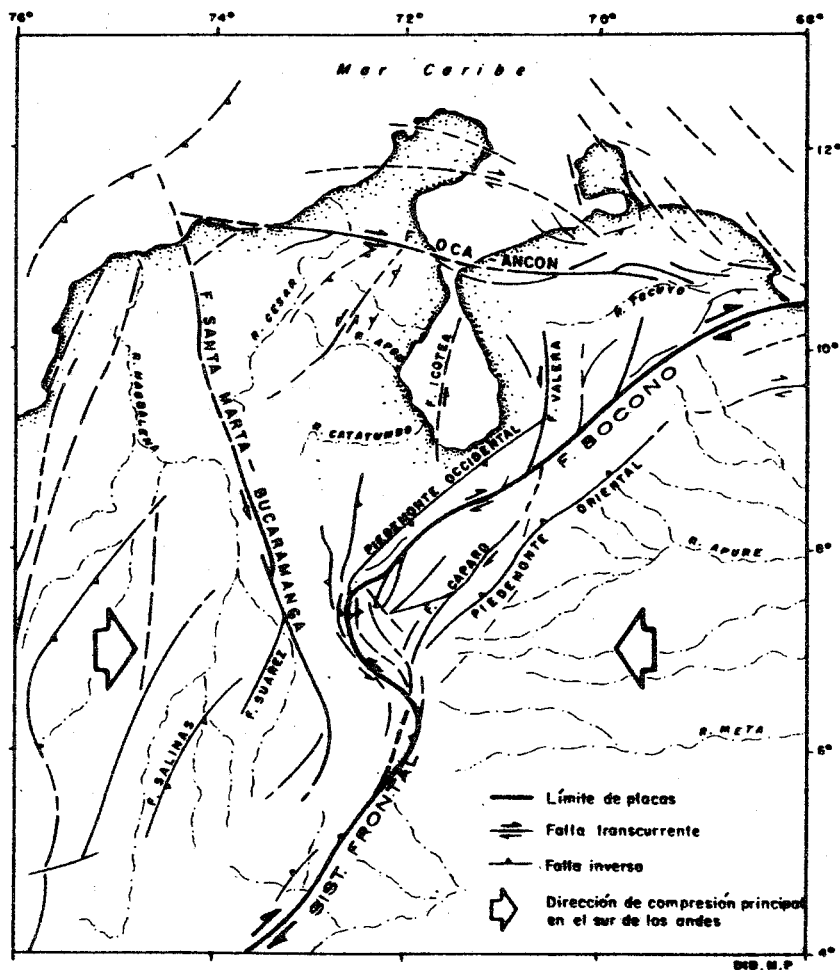 76°
74°
72°
70°
68°
Mar Caribe
12°
F. OCA ANCON
R. CESAR
R. TOCUYO
F. SANTA MARTA - BUCARAMANGA
F. ICOTEA
F. VALERA
10°
R. MAGDALENA
R. CATATUMBO
F. BOCONO
PIEDEMONTE OCCIDENTAL
PIEDEMONTE ORIENTAL
8°
R. APURE
F. CAPARO
F. SUAREZ
F. SALINAS
R. META
6°
SIST. FRONTAL
Límite de placas
Falla transcurrente
Falla inversa
Dirección de compresión principal
en el sur de los andes
4°
DIB. M.P